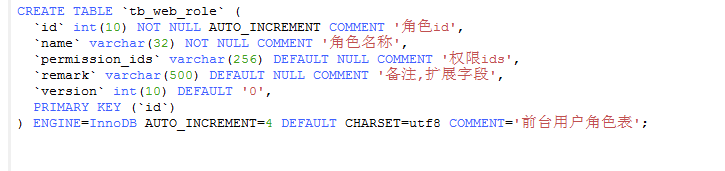 CREATE TABLE `tb_web_role` (
  `id` int(10) NOT NULL AUTO_INCREMENT COMMENT '角色id',
  `name` varchar(32) NOT NULL COMMENT '角色名称',
  `permission_ids` varchar(256) DEFAULT NULL COMMENT '权限ids',
  `remark` varchar(500) DEFAULT NULL COMMENT '备注,扩展字段',
  `version` int(10) DEFAULT '0',
  PRIMARY KEY (`id`)
) ENGINE=InnoDB AUTO_INCREMENT=4 DEFAULT CHARSET=utf8 COMMENT='前台用户角色表';